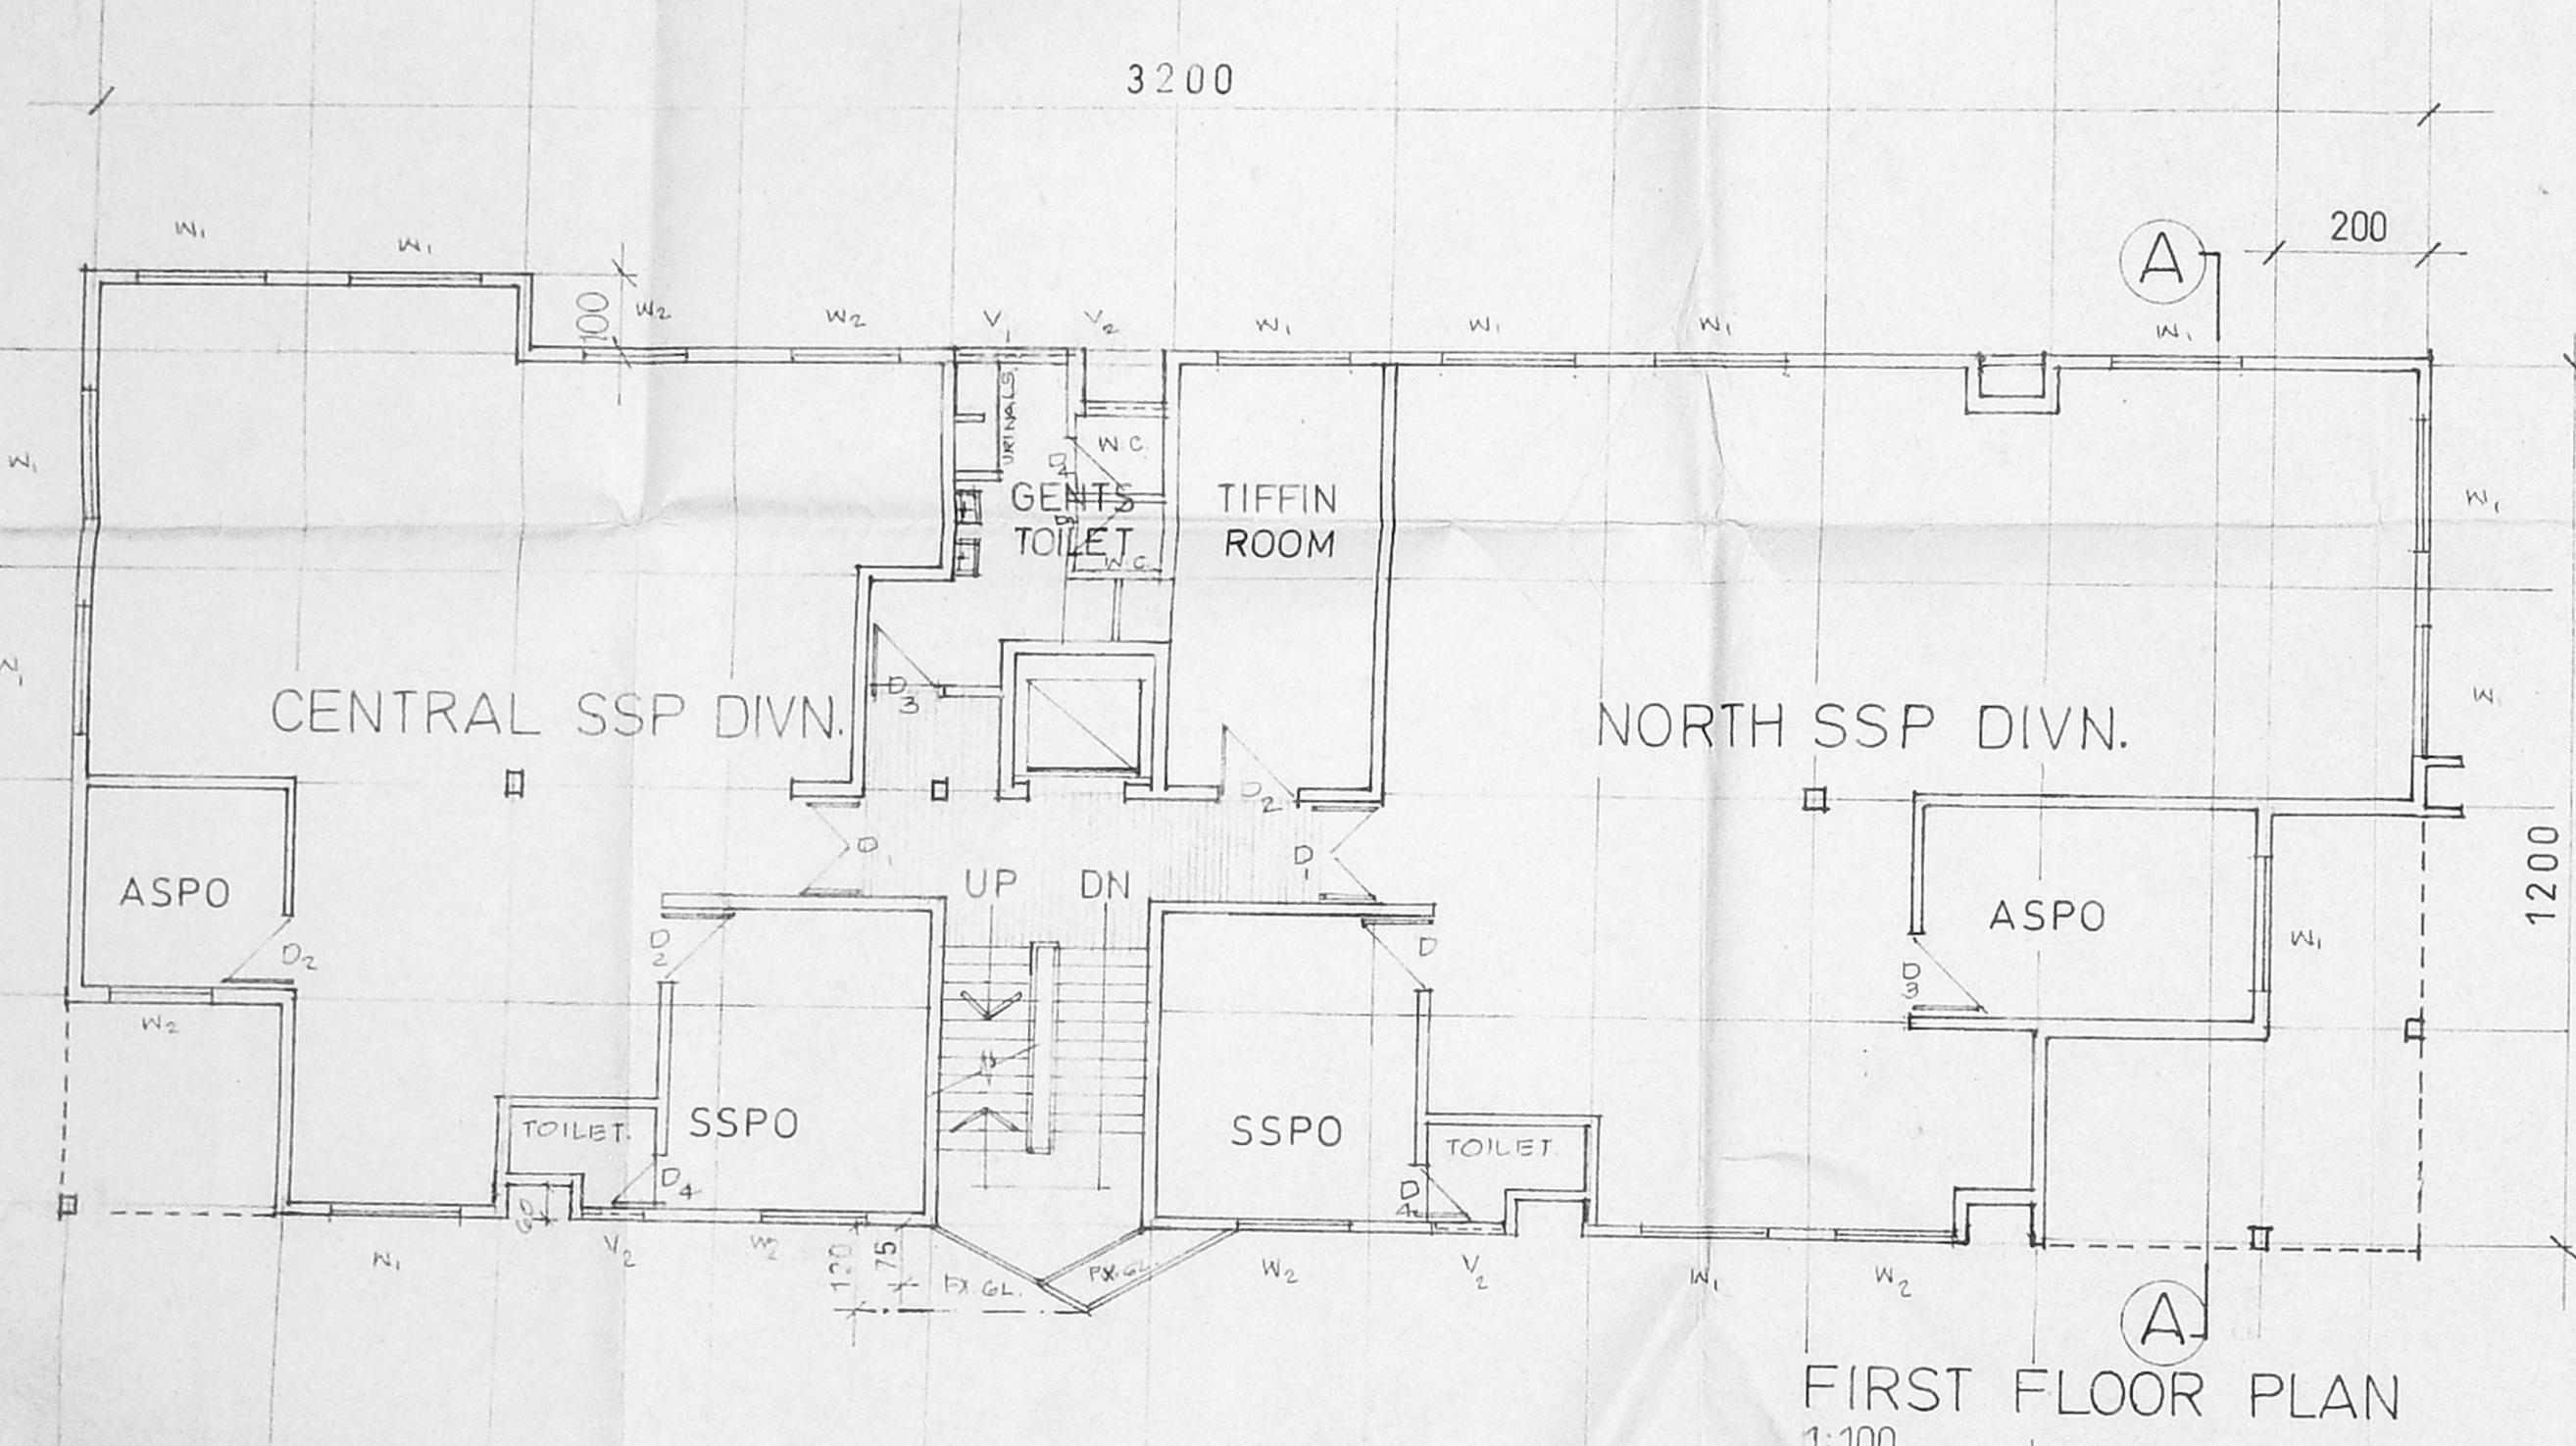 3200
200
A
W1
W1
100
W2
W2
V1
V2
W1
W1
W1
W1
W1
W1
W1
W
URINALS.
W.C.
D2
GENTS
TOILET
D2
W.C.
TIFFIN
ROOM
D3
CENTRAL SSP DIVN.
NORTH SSP DIVN.
D2
D1
D1
UP
DN
ASPO
D2
D2
D
ASPO
D3
W1
1200
W2
TOILET.
SSPO
D4
SSPO
TOILET.
D4
60
W1
V2
W2
120
75
FX.GL.
FX.GL.
W2
V2
W1
W2
A
FIRST FLOOR PLAN
1:100